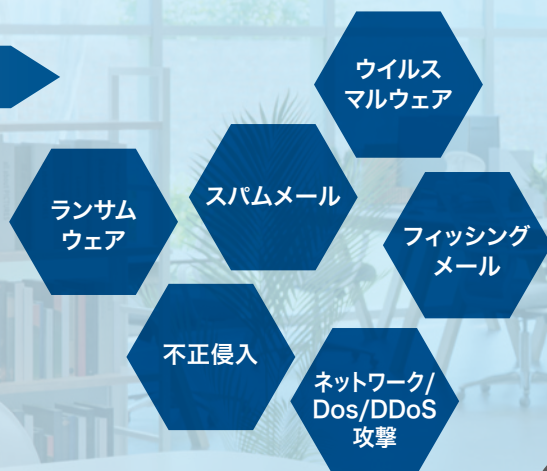 ウイルス
マルウェア
スパムメール
ランサム
ウェア
フィッシング
メール
不正侵入
ネットワーク/
Dos/DDoS
攻撃